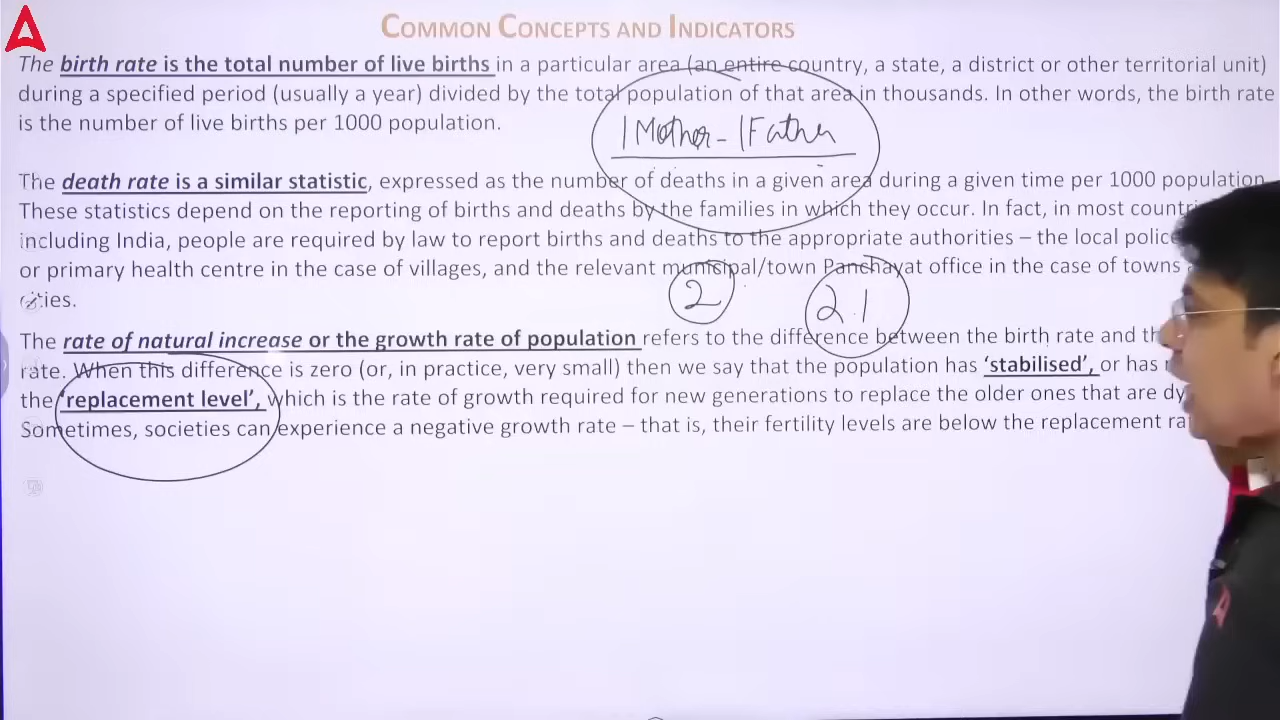 COMMON CONCEPTS AND INDICATORS
The birth rate is the total number of live births in a particular area (an entire country, a state, a district or other territorial unit)
during a specified period (usually a year) divided by the total population of that area in thousands. In other words, the birth rate
is the number of live births per 1000 population.
1 Mother - 1 Father
The death rate is a similar statistic, expressed as the number of deaths in a given area during a given time per 1000 population.
These statistics depend on the reporting of births and deaths by the families in which they occur. In fact, in most
including India, people are required by law to report births and deaths to the appropriate authorities – the local police
or primary health centre in the case of villages, and the relevant municipal/town Panchayat office in the case of towns
cities.
2 2.1
The rate of natural increase or the growth rate of population refers to the difference between the birth rate and
rate. When this difference is zero (or, in practice, very small) then we say that the population has ‘stabilised’, or has
the ‘replacement level’, which is the rate of growth required for new generations to replace the older ones that are
Sometimes, societies can experience a negative growth rate – that is, their fertility levels are below the replacement